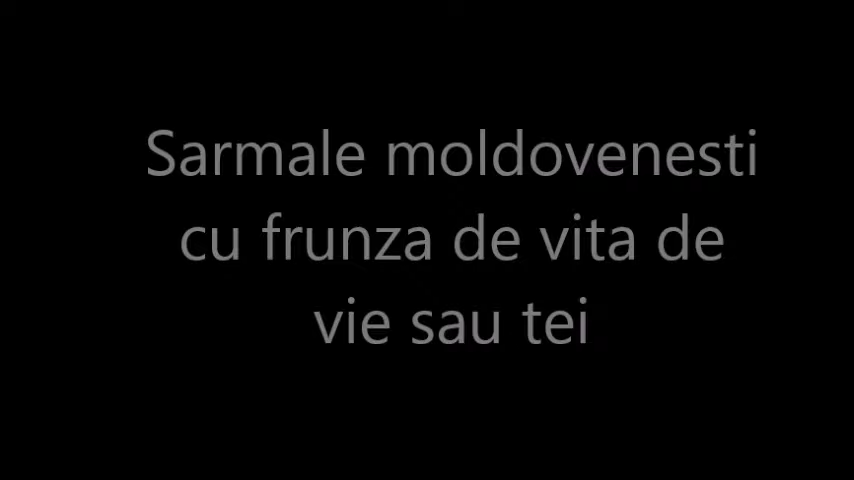 Sarmale moldovenesti
cu frunza de vita de
vie sau tei